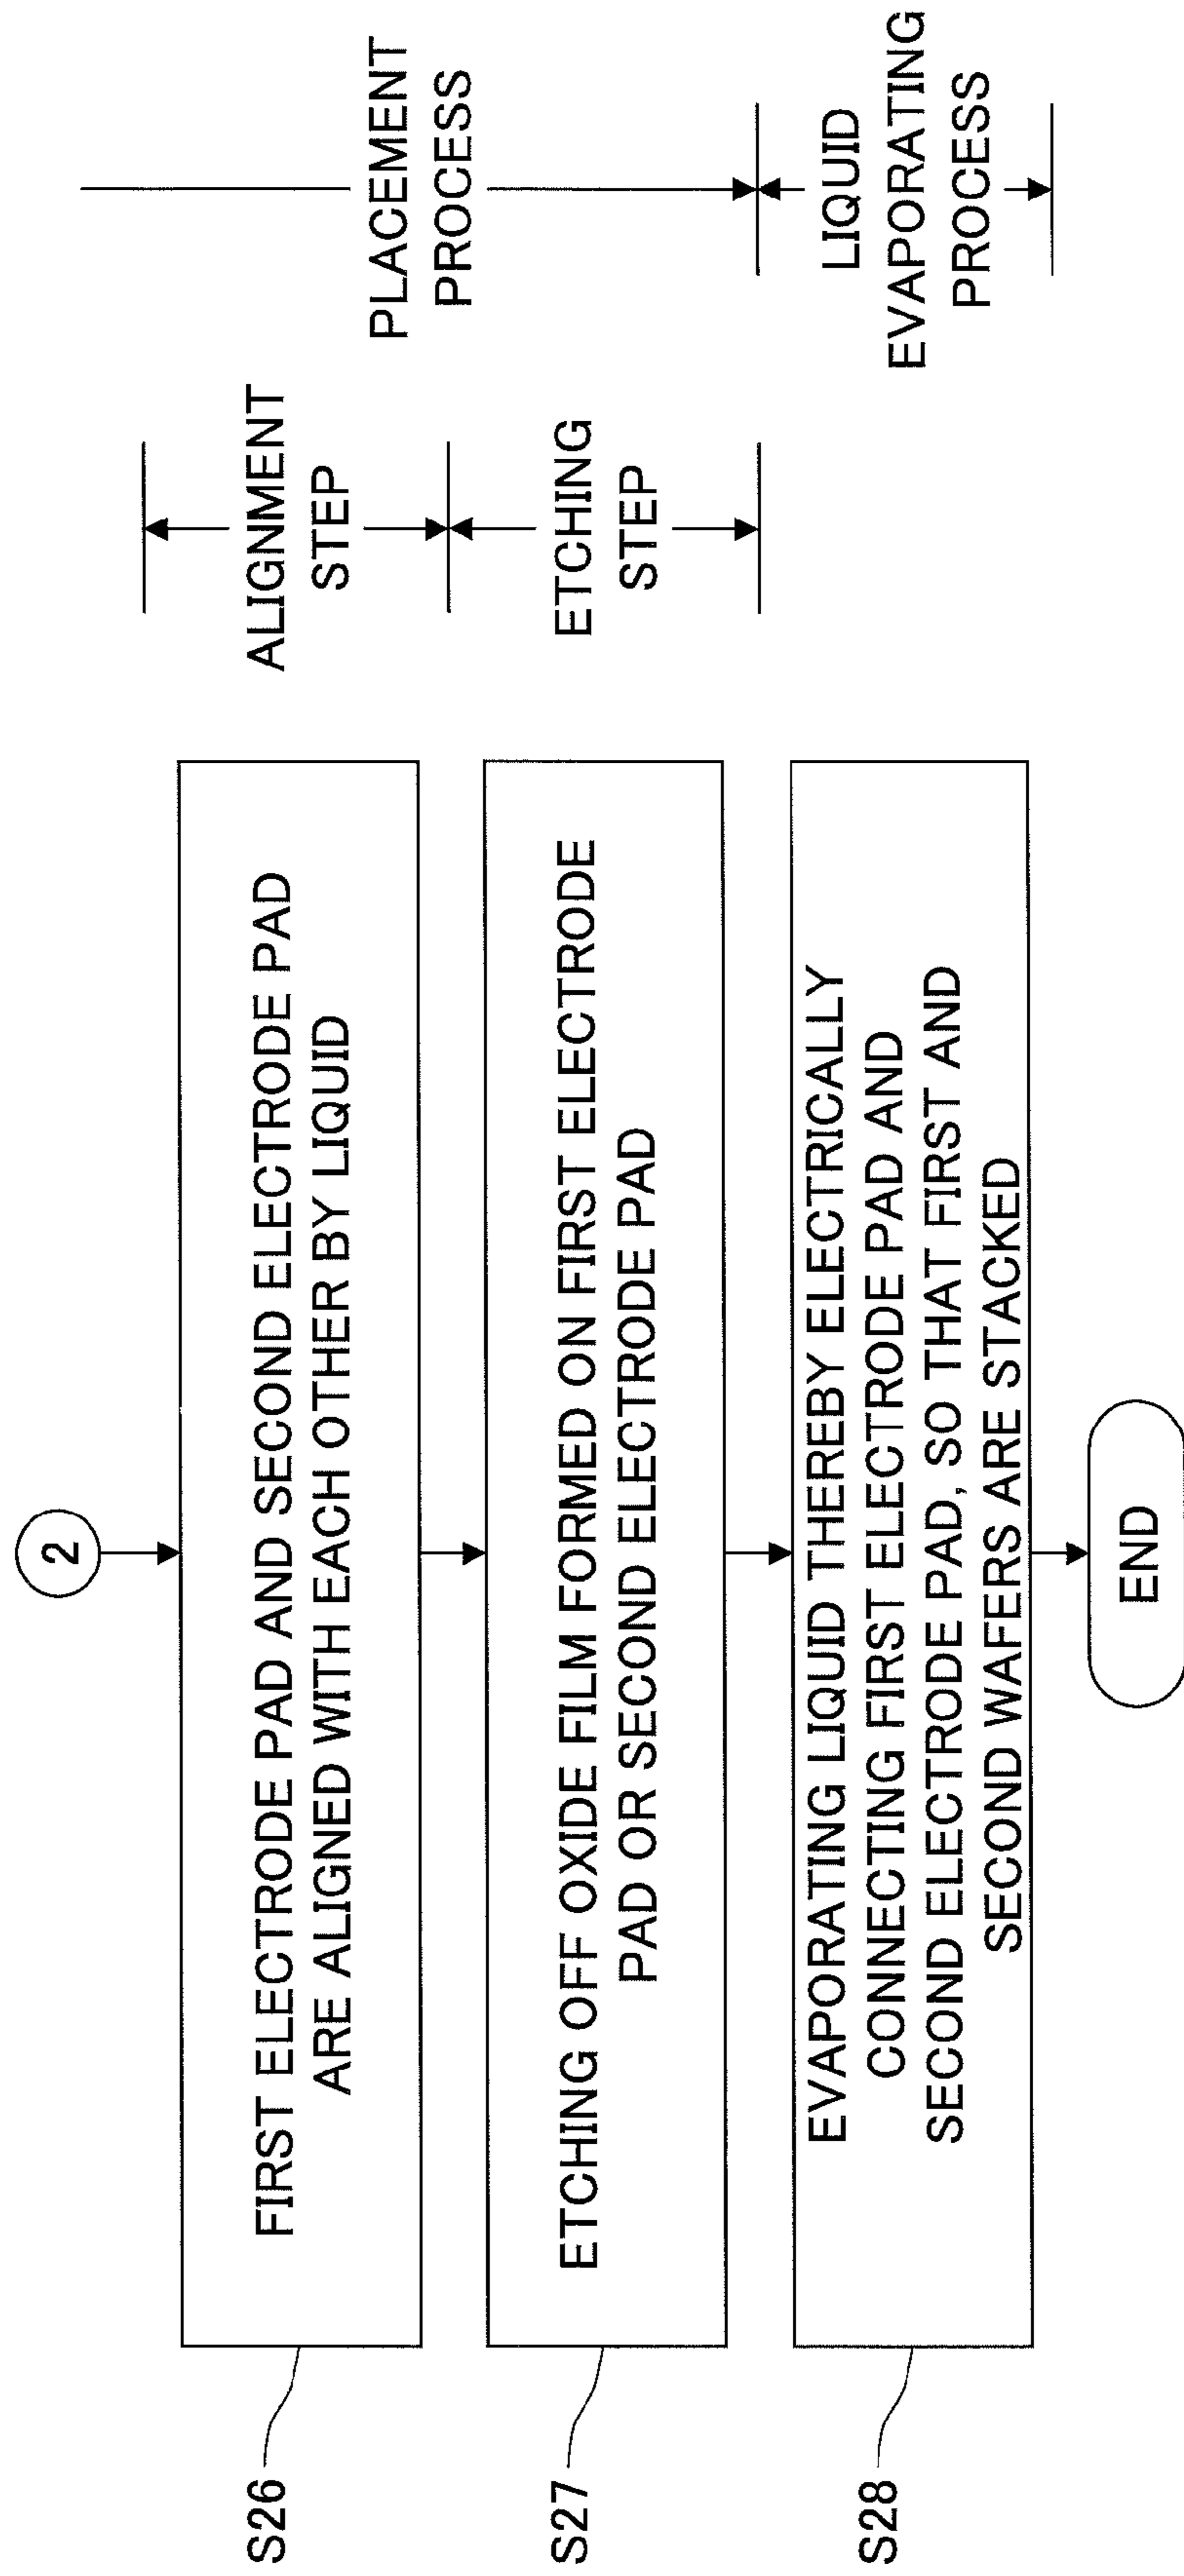 2
S26
FIRST ELECTRODE PAD AND SECOND ELECTRODE PAD
ARE ALIGNED WITH EACH OTHER BY LIQUID
ALIGNMENT
STEP
PLACEMENT
PROCESS
S27
ETCHING OFF OXIDE FILM FORMED ON FIRST ELECTRODE
PAD OR SECOND ELECTRODE PAD
ETCHING
STEP
S28
EVAPORATING LIQUID THEREBY ELECTRICALLY
CONNECTING FIRST ELECTRODE PAD AND
SECOND ELECTRODE PAD, SO THAT FIRST AND
SECOND WAFERS ARE STACKED
LIQUID
EVAPORATING
PROCESS
END